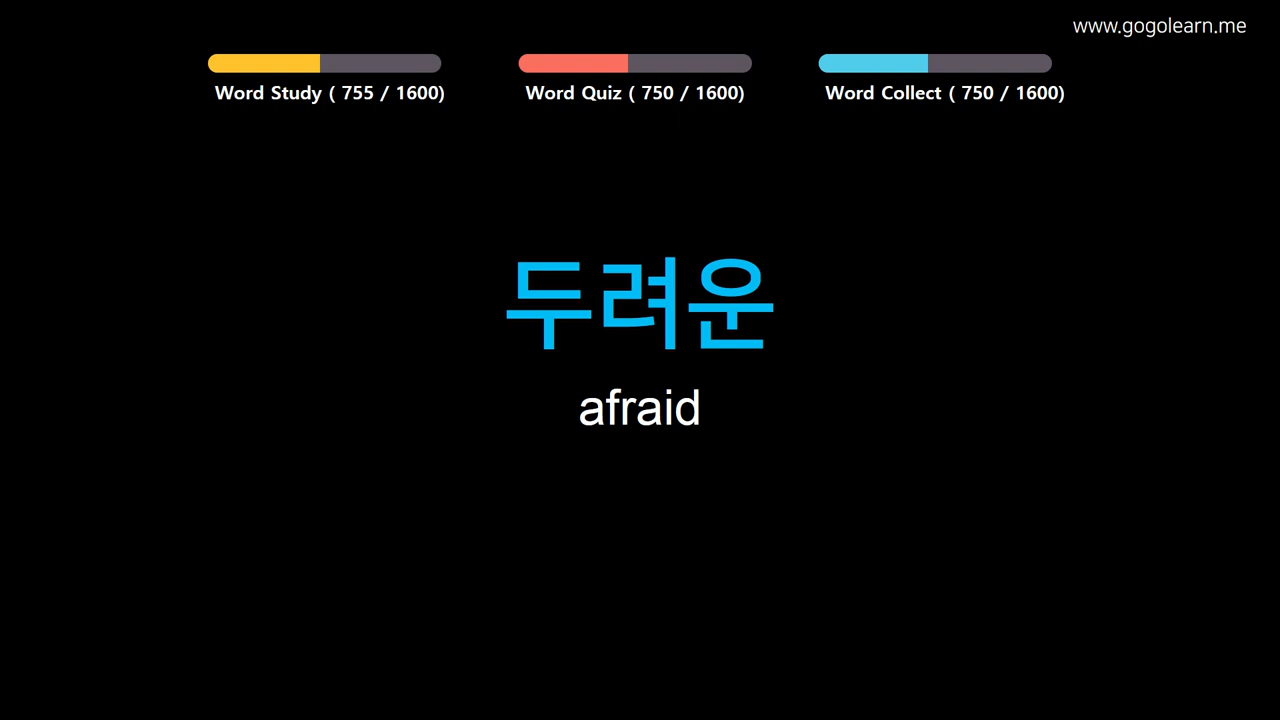 www.gogolearn.me
Word Study ( 755 / 1600)
Word Quiz ( 750 / 1600)
Word Collect ( 750 / 1600)
두려운
afraid